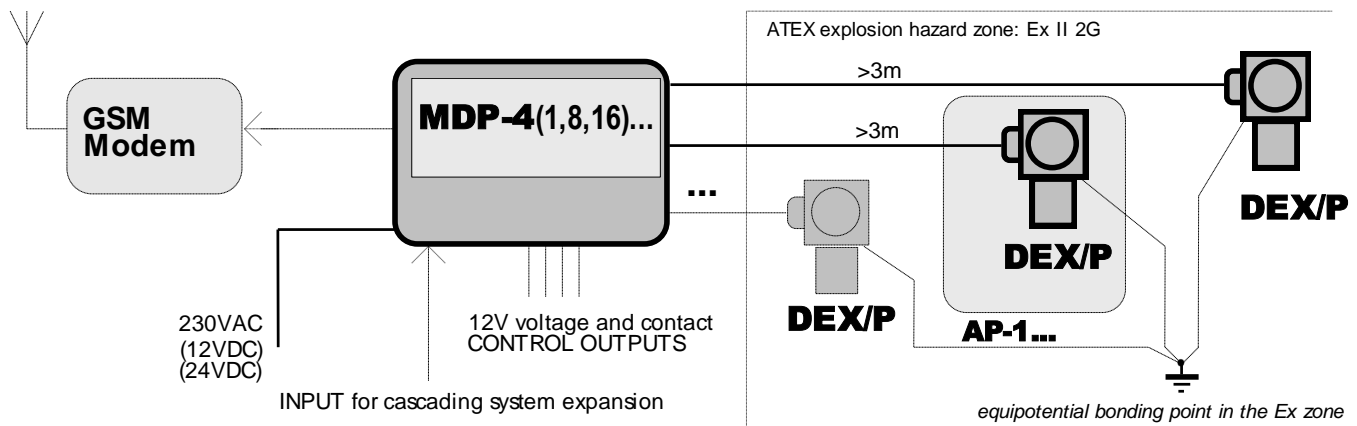 ATEX explosion hazard zone: Ex II 2G
GSM
Modem
MDP-4(1,8,16)...
>3m
>3m
...
DEX/P
DEX/P
DEX/P
AP-1...
230VAC
(12VDC)
(24VDC)
12V voltage and contact
CONTROL OUTPUTS
INPUT for cascading system expansion
equipotential bonding point in the Ex zone